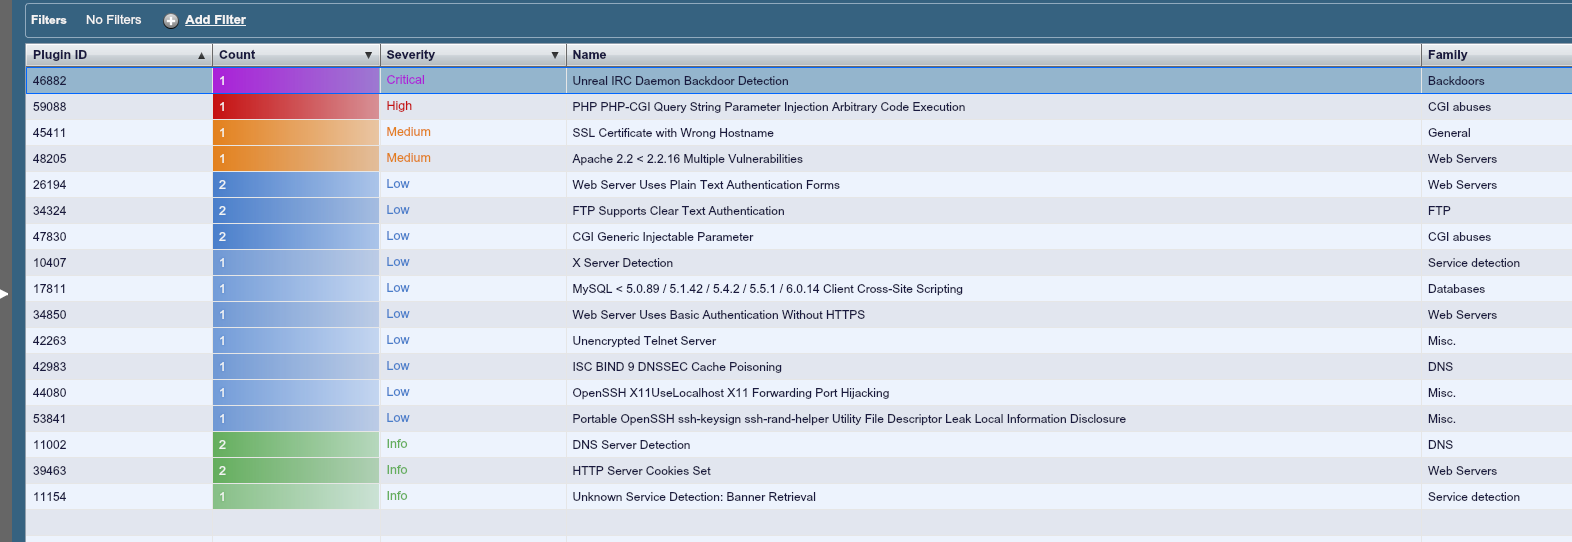 Filters No Filters Add Filter
Plugin ID Count Severity Name Family
46882 1 Critical Unreal IRC Daemon Backdoor Detection Backdoors
59088 1 High PHP PHP-CGI Query String Parameter Injection Arbitrary Code Execution CGI abuses
45411 1 Medium SSL Certificate with Wrong Hostname General
48205 1 Medium Apache 2.2 < 2.2.16 Multiple Vulnerabilities Web Servers
26194 2 Low Web Server Uses Plain Text Authentication Forms Web Servers
34324 2 Low FTP Supports Clear Text Authentication FTP
47830 2 Low CGI Generic Injectable Parameter CGI abuses
10407 1 Low X Server Detection Service detection
17811 1 Low MySQL < 5.0.89 / 5.1.42 / 5.4.2 / 5.5.1 / 6.0.14 Client Cross-Site Scripting Databases
34850 1 Low Web Server Uses Basic Authentication Without HTTPS Web Servers
42263 1 Low Unencrypted Telnet Server Misc.
42983 1 Low ISC BIND 9 DNSSEC Cache Poisoning DNS
44080 1 Low OpenSSH X11UseLocalhost X11 Forwarding Port Hijacking Misc.
53841 1 Low Portable OpenSSH ssh-keysign ssh-rand-helper Utility File Descriptor Leak Local Information Disclosure Misc.
11002 2 Info DNS Server Detection DNS
39463 2 Info HTTP Server Cookies Set Web Servers
11154 1 Info Unknown Service Detection: Banner Retrieval Service detection